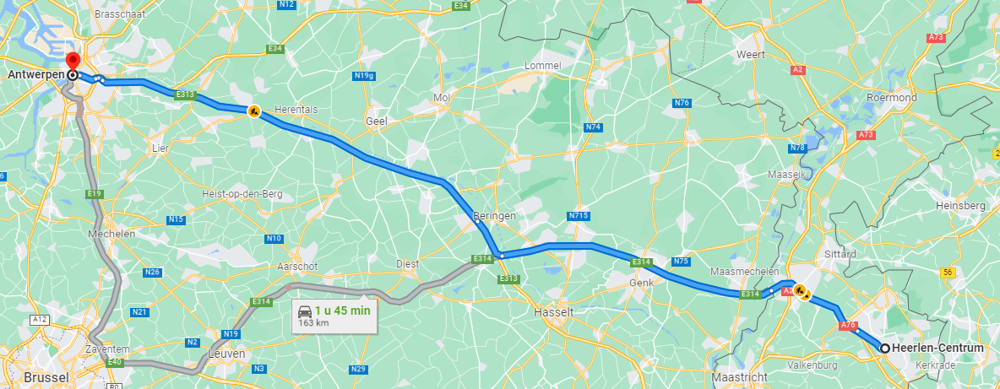 Brasschaat
N12
E34
E34
N19g
Lommel
Weert
A2
A73
Antwerpen
E313
Herentals
Mol
N76
Roermond
Geel
N74
A73
Lier
N78
2
6
Maaseik
E19
Heist-op-den-Berg
Heinsberg
N15
Beringen
N715
Mechelen
N10
Sittard
E314
E314
N75
Aarschot
Diest
N26
E313
Genk
Maasmechelen
56
E314
A2
E314
1 u 45 min
163 km
Hasselt
N21
A12
A76
N19
N2
Zaventem
Leuven
Heerlen-Centrum
E40
N3
N29
Valkenburg
Kerkrade
Brussel
Maastricht
R0